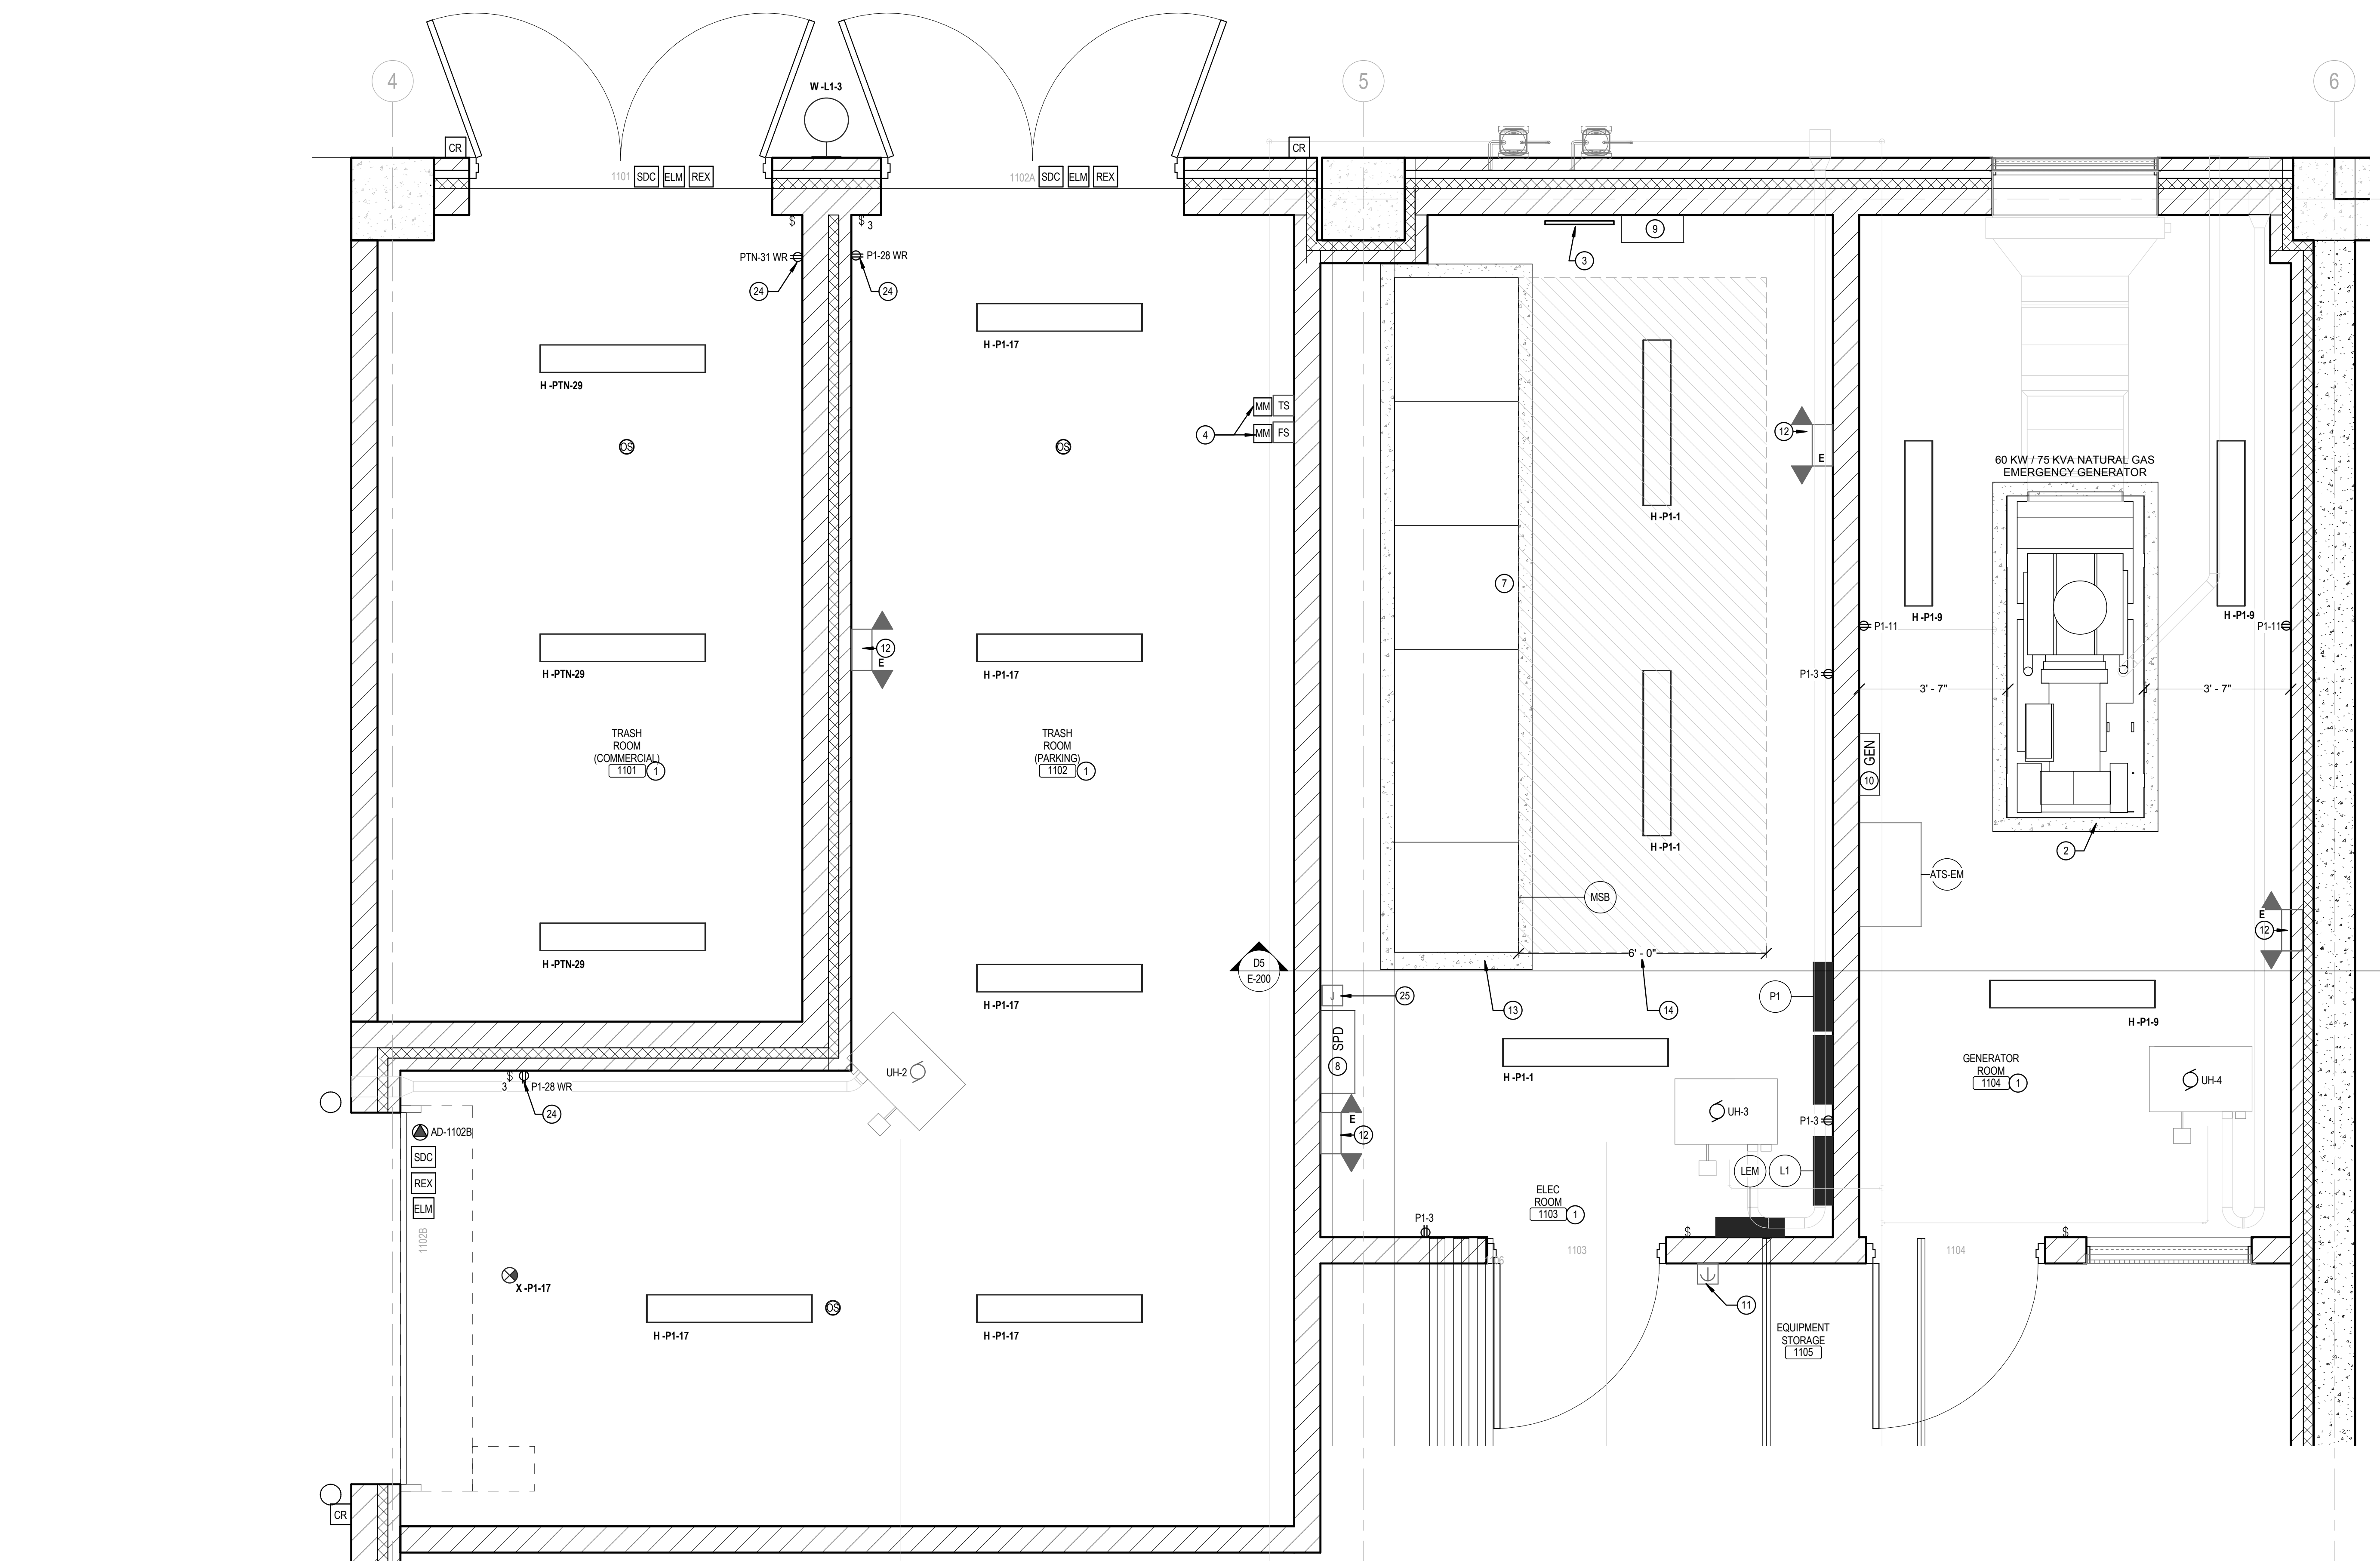 4
5
6
W -L1-3
CR
CR
1101 SDC ELM REX
1102A SDC ELM REX
$
$
3
PTN-31 WR
P1-28 WR
24
24
3
9
H -PTN-29
H -P1-17
MM TS
4
MM FS
OS
OS
12
E
H -P1-1
60 KW / 75 KVA NATURAL GAS
EMERGENCY GENERATOR
7
H -P1-9
H -P1-9
P1-11
P1-11
12
E
H -PTN-29
H -P1-17
P1-3
3' - 7"
3' - 7"
TRASH
ROOM
(COMMERCIAL)
1101 1
TRASH
ROOM
(PARKING)
1102 1
GEN
10
H -P1-1
2
ATS-EM
MSB
E
12
H -PTN-29
H -P1-17
6' - 0"
D5
E-200
J
25
13
14
P1
H -P1-9
SPD
8
H -P1-1
GENERATOR
ROOM
1104 1
UH-2
UH-3
UH-4
$
3
P1-28 WR
24
E
12
P1-3
AD-1102B
SDC
REX
ELM
1102B
LEM
L1
ELEC
ROOM
1103 1
P1-3
$
$
1103
1104
X -P1-17
OS
11
H -P1-17
H -P1-17
EQUIPMENT
STORAGE
1105
CR